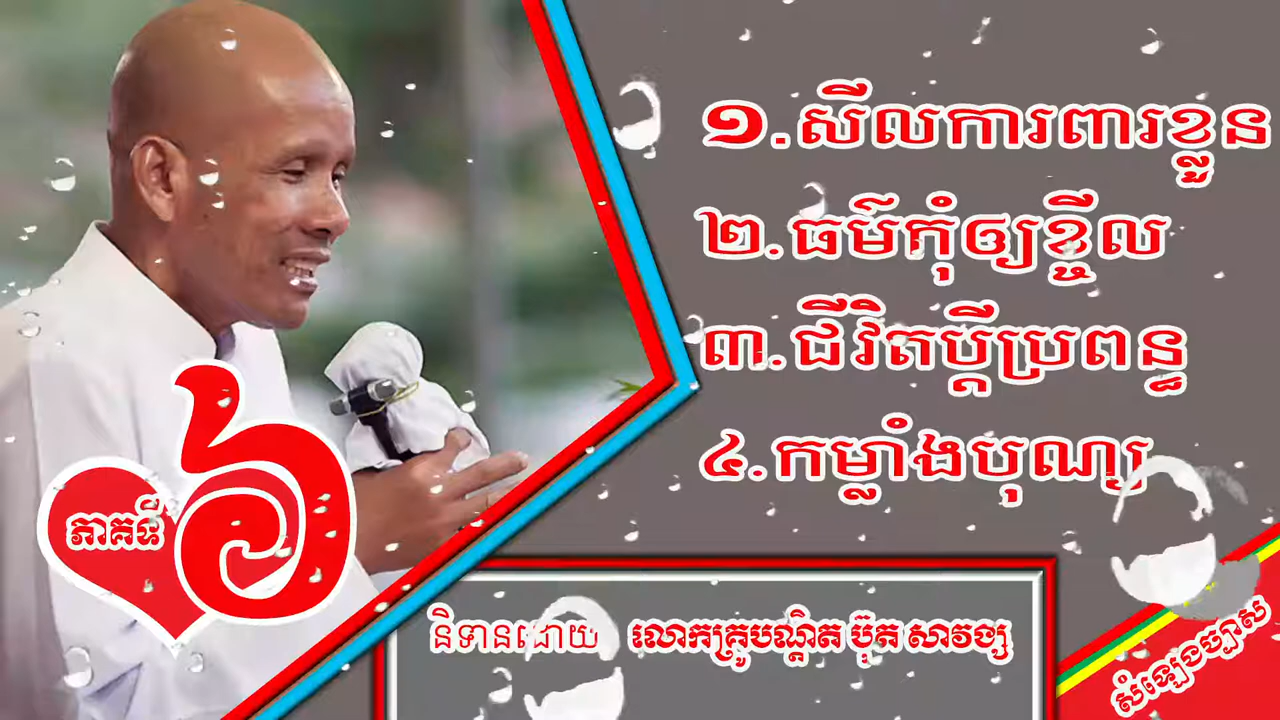 ១.សីលការពារខ្លួន
២.ធម៌កុំឲ្យខ្ចីល
៣.ជីវិតប្តីប្រពន្ធ
៤.កម្លាំងបុណ្យ
ភាគទី ៦
និទានដោយ លោកគ្រូបណ្ឌិត ប៊ុត សាវង្ស
សំឡេងច្បាស់